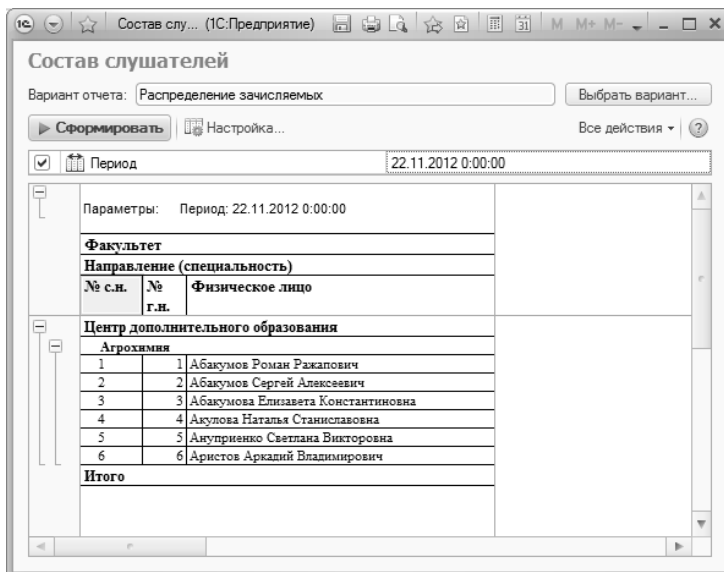 1С Состав слу... (1С:Предприятие) 31 M M+ M-
Состав слушателей
Вариант отчета: Распределение зачисляемых Выбрать вариант...
Сформировать Настройка... Все действия ?
Период 22.11.2012 0:00:00
Параметры: Период: 22.11.2012 0:00:00
Факультет
Направление (специальность)
№ с.н. № г.н. Физическое лицо
Центр дополнительного образования
Агрохимия
1 1 Абакумов Роман Ражапович
2 2 Абакумов Сергей Алексеевич
3 3 Абакумова Елизавета Константиновна
4 4 Акулова Наталья Станиславовна
5 5 Ануприенко Светлана Викторовна
6 6 Аристов Аркадий Владимирович
Итого